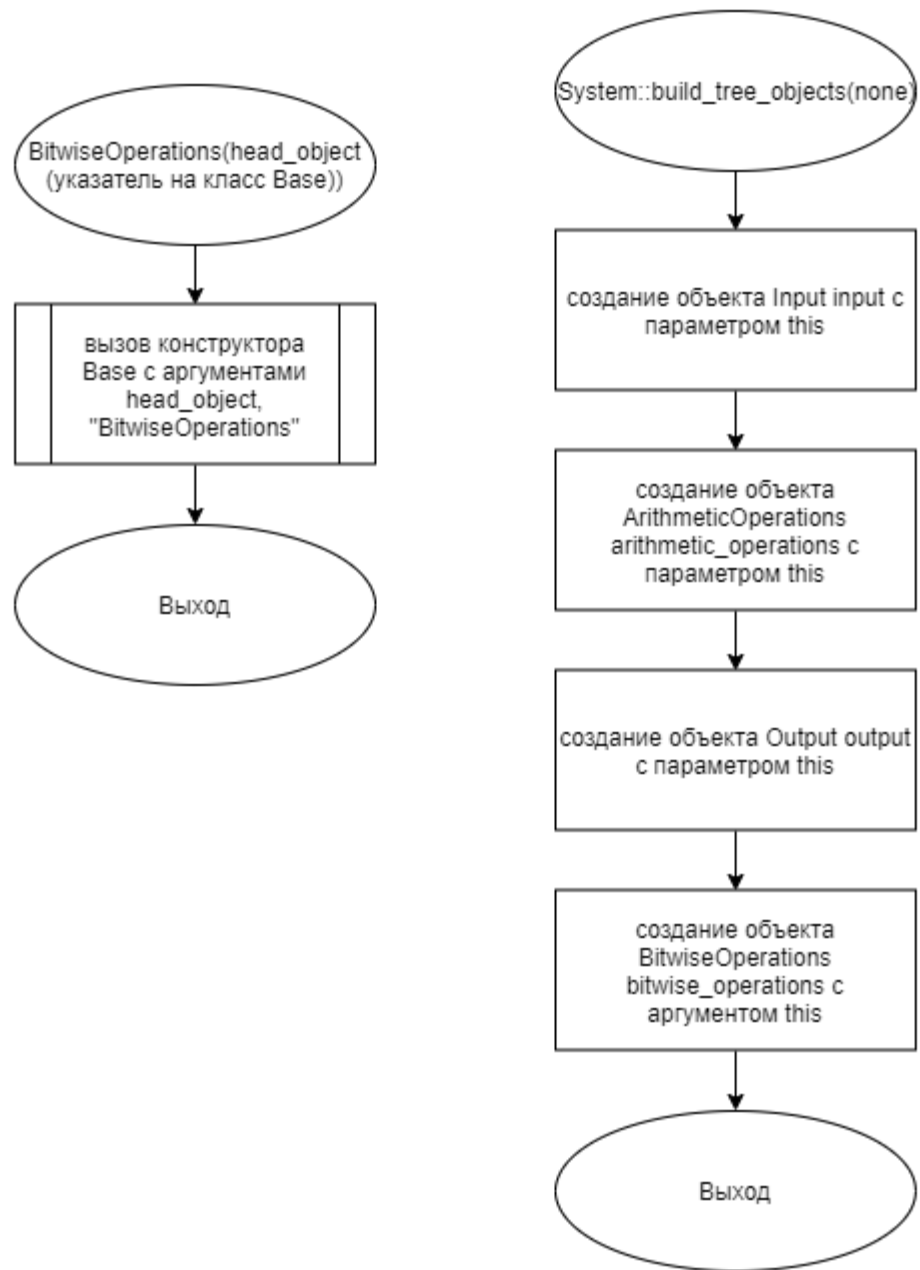 BitwiseOperations(head_object
(указатель на класс Base))
вызов конструктора
Base с аргументами
head_object,
"BitwiseOperations"
Выход
System::build_tree_objects(none)
создание объекта Input input с
параметром this
создание объекта
ArithmeticOperations
arithmetic_operations с
параметром this
создание объекта Output output
с параметром this
создание объекта
BitwiseOperations
bitwise_operations с
аргументом this
Выход